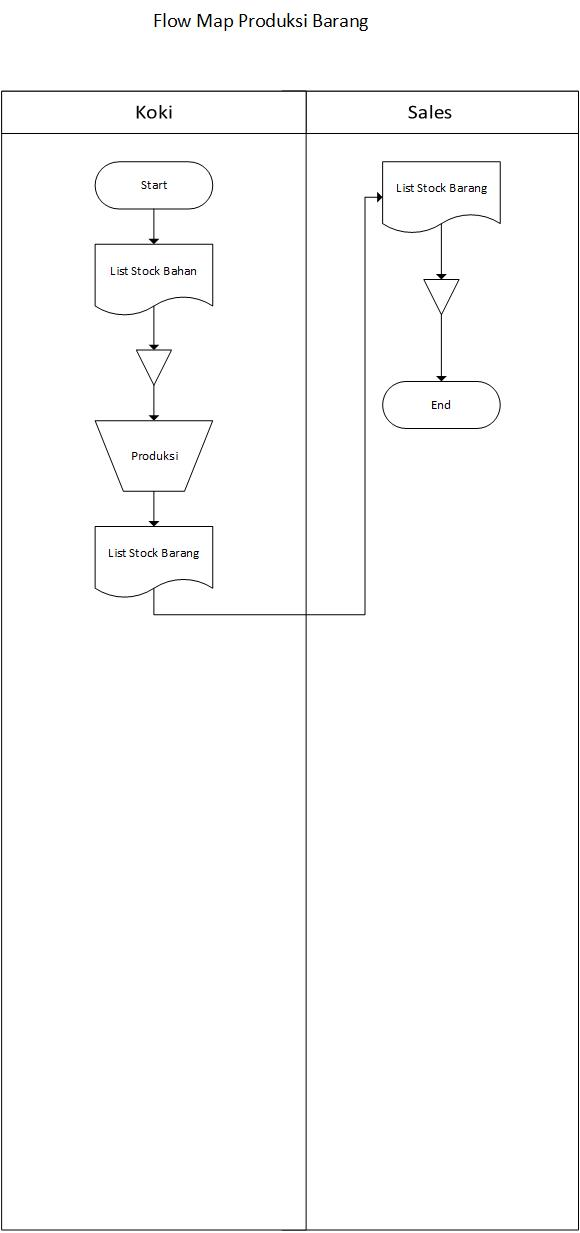 Flow Map Produksi Barang
Koki
Sales
Start
List Stock Bahan
Produksi
List Stock Barang
List Stock Barang
End